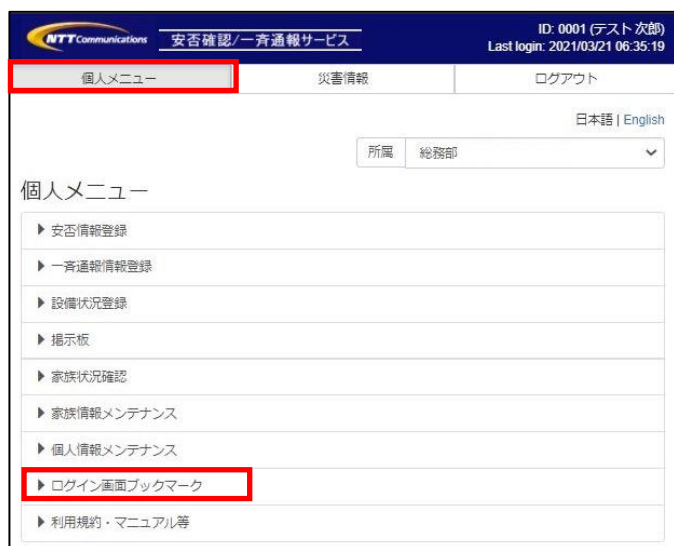 NTT Communications 安否確認/一斉通報サービス
ID: 0001 (テスト 次郎)
Last login: 2021/03/21 06:35:19
個人メニュー 災害情報 ログアウト
日本語 | English
所属 総務部
個人メニュー
安否情報登録
一斉通報情報登録
設備状況登録
掲示板
家族状況確認
家族情報メンテナンス
個人情報メンテナンス
ログイン画面ブックマーク
利用規約・マニュアル等